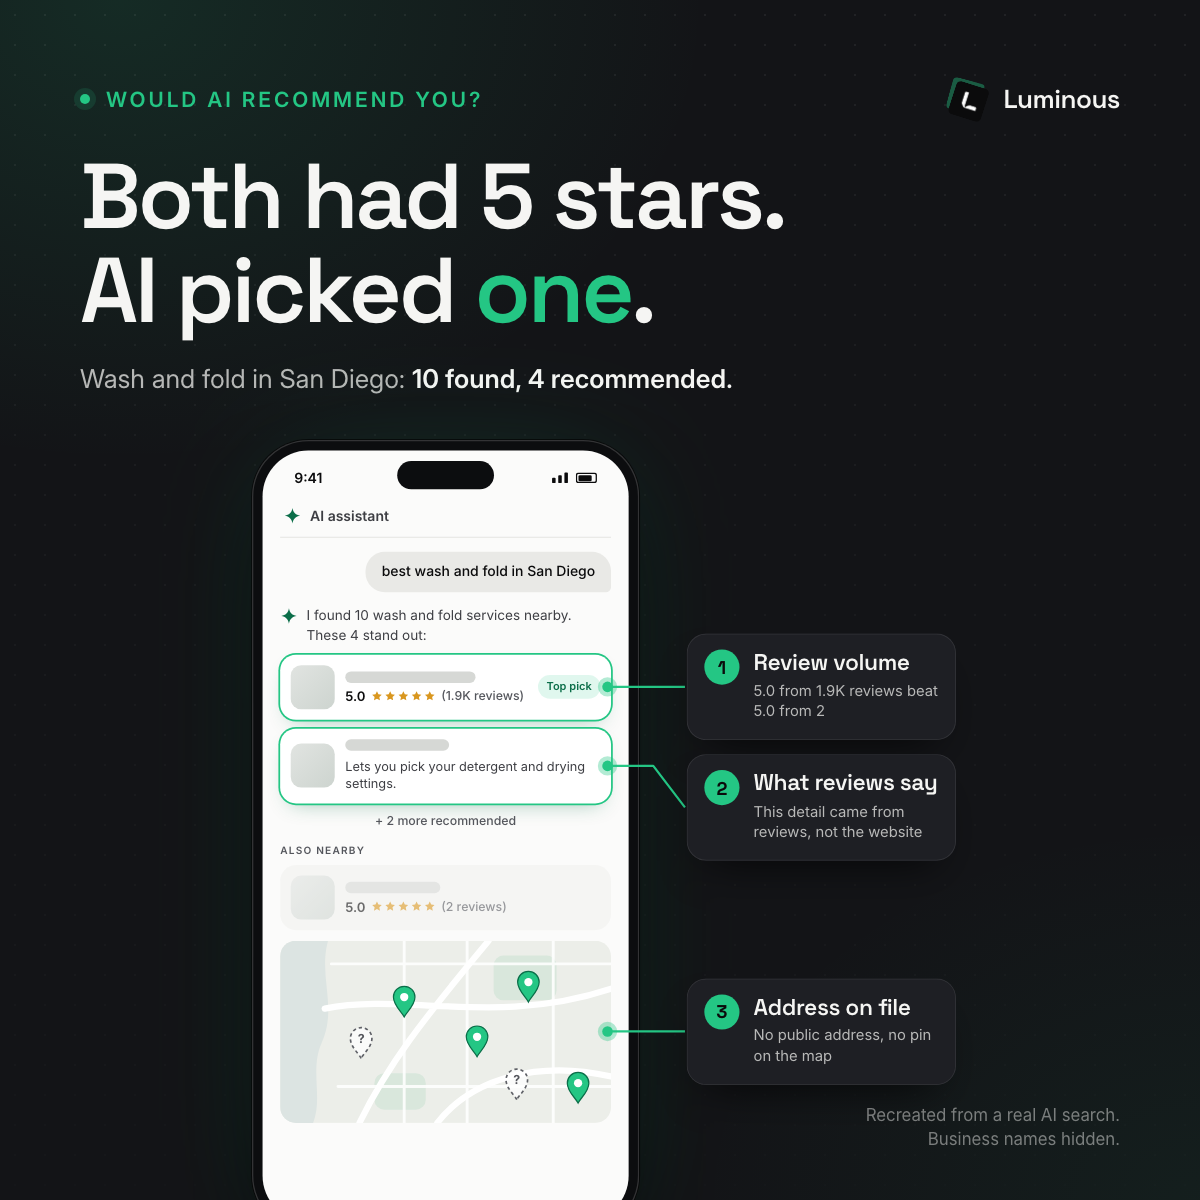 WOULD AI RECOMMEND YOU?
L Luminous
Both had 5 stars.
AI picked one.
Wash and fold in San Diego: 10 found, 4 recommended.
9:41
AI assistant
best wash and fold in San Diego
I found 10 wash and fold services nearby.
These 4 stand out:
5.0 (1.9K reviews) Top pick
Lets you pick your detergent and drying
settings.
+ 2 more recommended
ALSO NEARBY
5.0 (2 reviews)
?
?
1 Review volume
5.0 from 1.9K reviews beat
5.0 from 2
2 What reviews say
This detail came from
reviews, not the website
3 Address on file
No public address, no pin
on the map
Recreated from a real AI search.
Business names hidden.